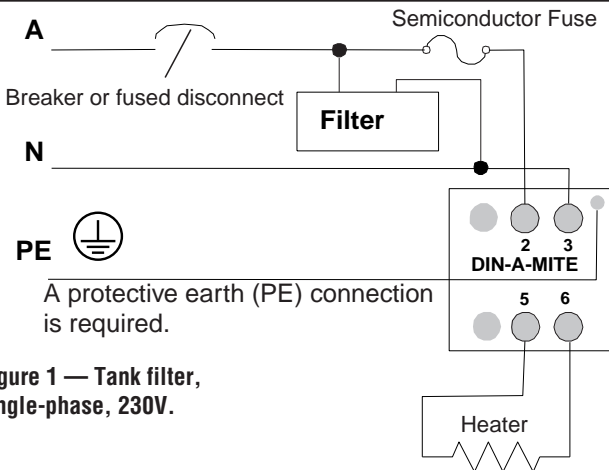 A
Semiconductor Fuse
Breaker or fused disconnect
Filter
N
2 3
DIN-A-MITE
PE
A protective earth (PE) connection
is required.
5 6
gure 1 — Tank filter,
ngle-phase, 230V.
Heater